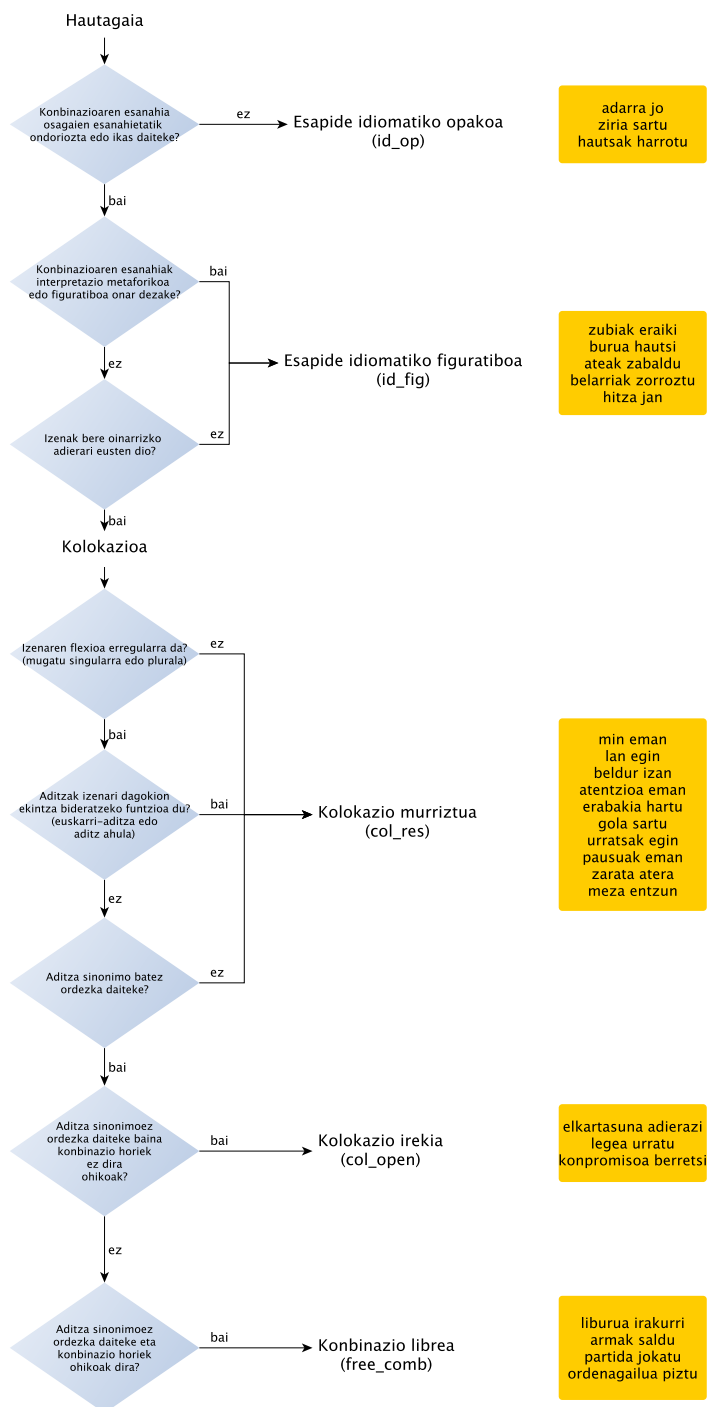 Hautagaia
Konbinazioaren esanahia
osagaien esanahietatik
ondoriozta edo ikas daiteke?
ez
Esapide idiomatiko opakoa
(id_op)
adarra jo
ziria sartu
hautsak harrotu
bai
Konbinazioaren esanahiak
interpretazio metaforikoa
edo figuratiboa onar dezake?
bai
ez
Esapide idiomatiko figuratiboa
(id_fig)
zubiak eraiki
burua hautsi
ateak zabaldu
belarriak zorroztu
hitza jan
Izenak bere oinarrizko
adierari eusten dio?
ez
bai
Kolokazioa
Izenaren flexioa erregularra da?
(mugatu singularra edo plurala)
ez
bai
Aditzak izenari dagokion
ekintza bideratzeko funtzioa du?
(euskarri-aditza edo
aditz ahula)
bai
Kolokazio murriztua
(col_res)
min eman
lan egin
beldur izan
atentzioa eman
erabakia hartu
gola sartu
urratsak egin
pausuak eman
zarata atera
meza entzun
ez
Aditza sinonimo batez
ordezka daiteke?
ez
bai
Aditza sinonimoez
ordezka daiteke baina
konbinazio horiek
ez dira
ohikoak?
bai
Kolokazio irekia
(col_open)
elkartasuna adierazi
legea urratu
konpromisoa berretsi
ez
Aditza sinonimoez
ordezka daiteke eta
konbinazio horiek
ohikoak dira?
bai
Konbinazio librea
(free_comb)
liburua irakurri
armak saldu
partida jokatu
ordenagailua piztu